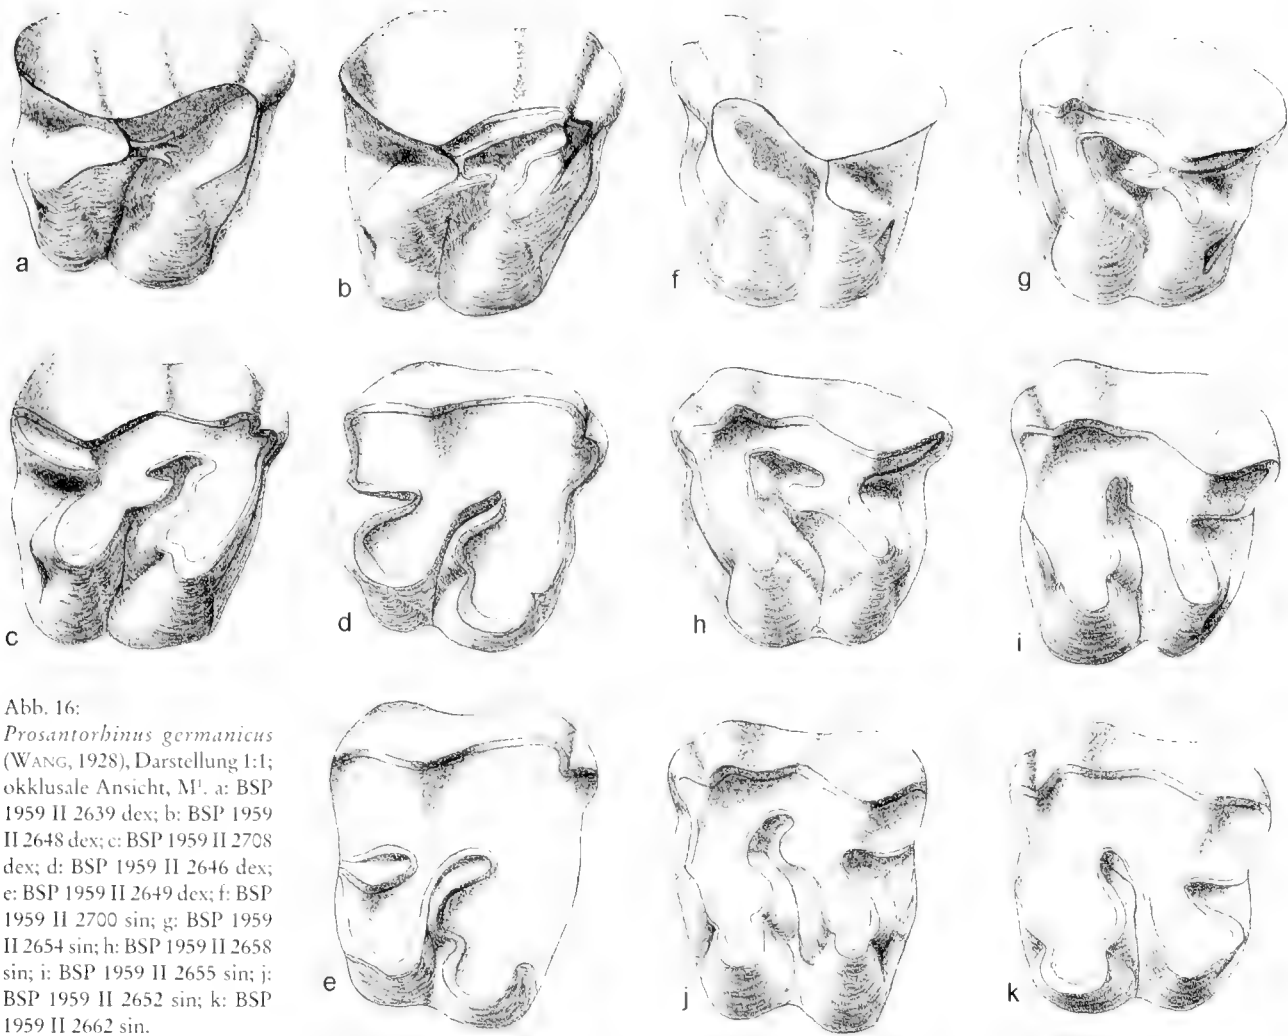 a
b
f
g
c
d
h
i
Abb. 16:
Prosantorhinus germanicus
(WANG, 1928), Darstellung 1:1;
okklusale Ansicht, M¹. a: BSP
1959 II 2639 dex; b: BSP 1959
II 2648 dex; c: BSP 1959 II 2708
dex; d: BSP 1959 II 2646 dex;
e: BSP 1959 II 2649 dex; f: BSP
1959 II 2700 sin; g: BSP 1959
II 2654 sin; h: BSP 1959 II 2658
sin; i: BSP 1959 II 2655 sin; j:
BSP 1959 II 2652 sin; k: BSP
1959 II 2662 sin.
e
j
k